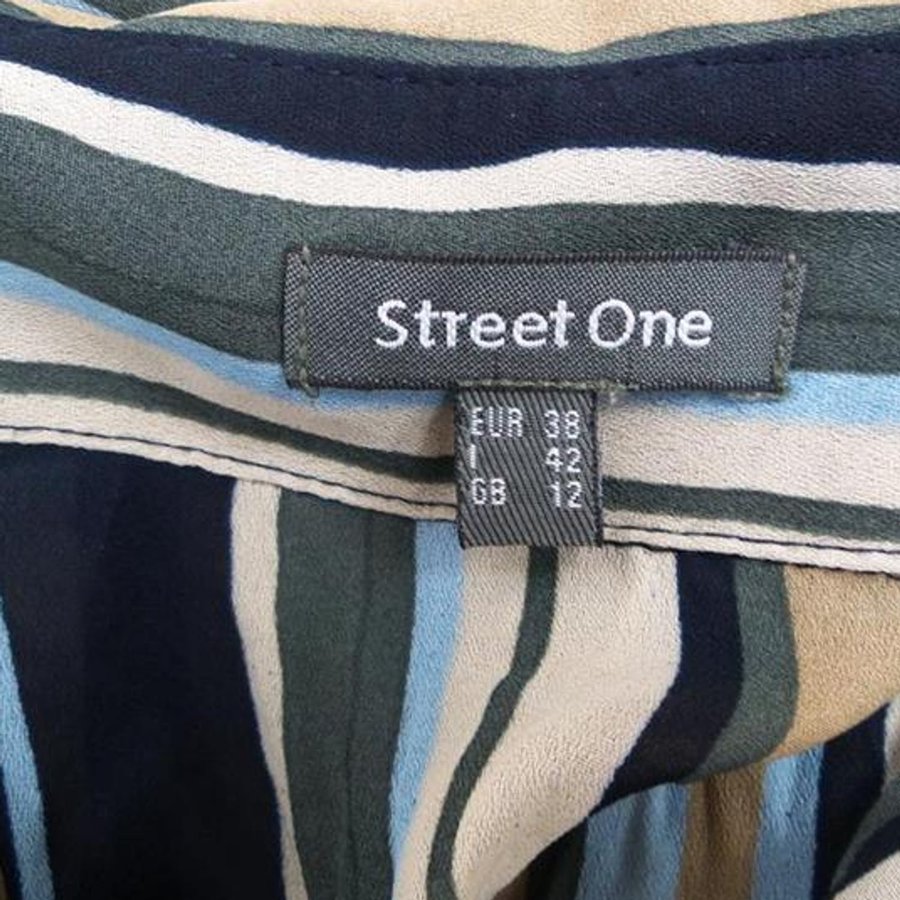 Street One
EUR 38
I 42
GB 12